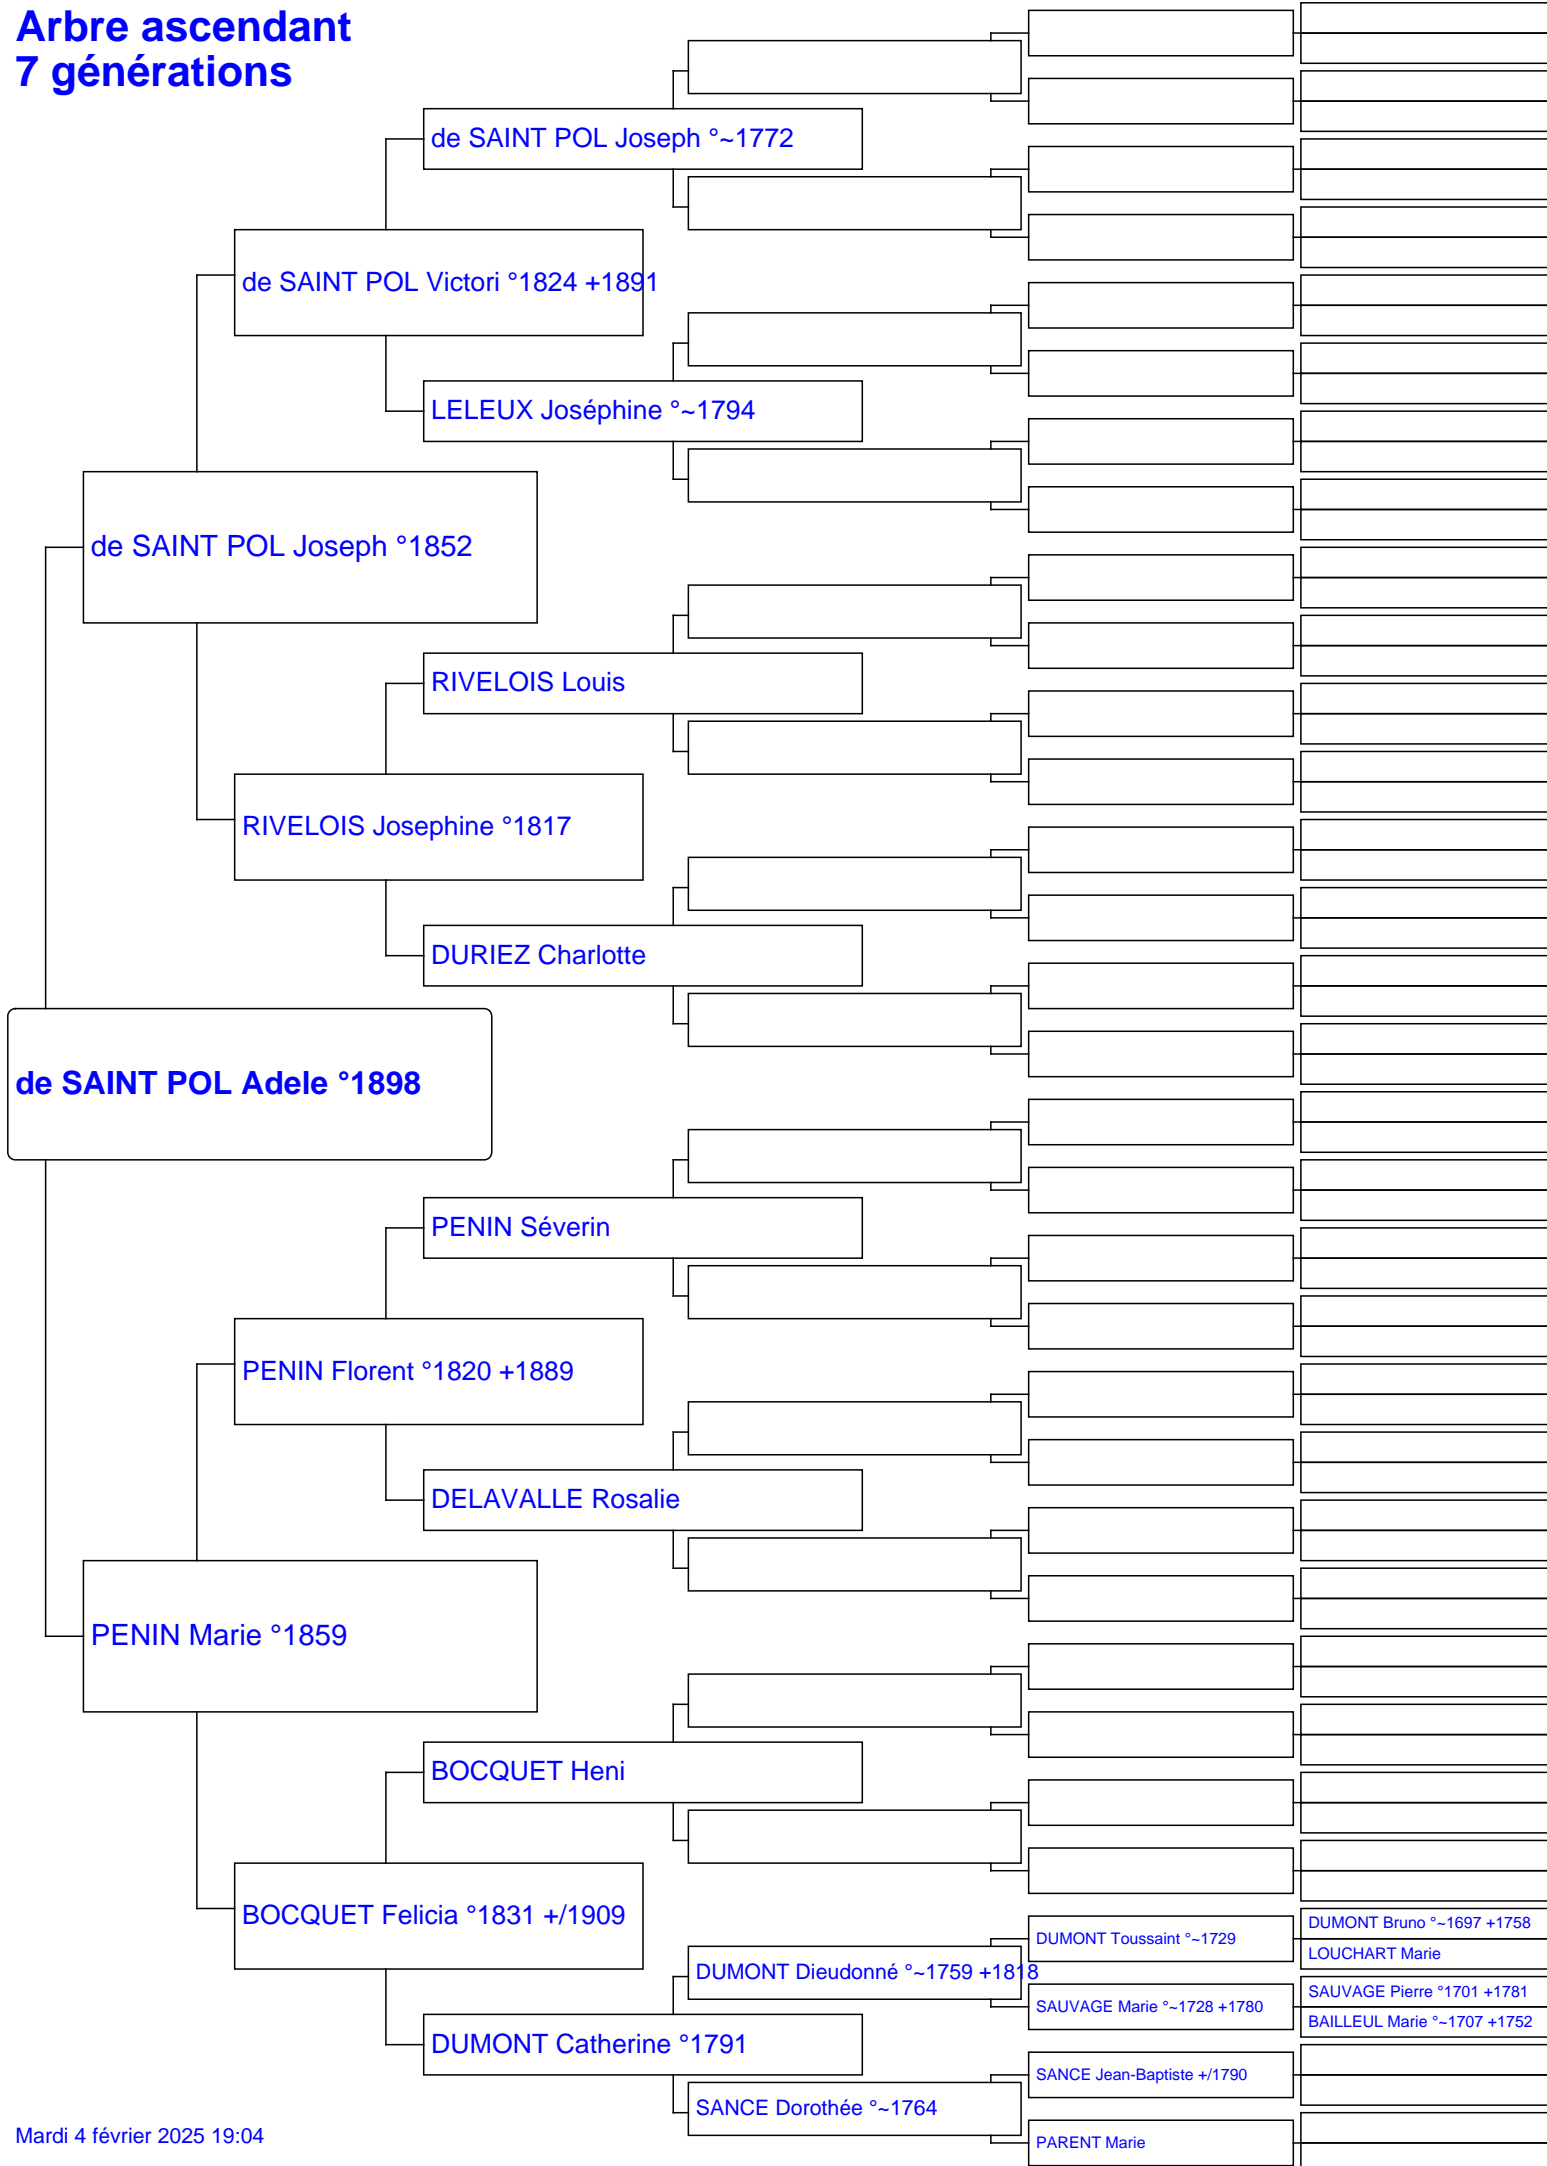 Arbre ascendant
7 générations
de SAINT POL Joseph °~1772
de SAINT POL Victori °1824 +1891
LELEUX Joséphine °~1794
de SAINT POL Joseph °1852
RIVELOIS Louis
RIVELOIS Josephine °1817
DURIEZ Charlotte
de SAINT POL Adele °1898
PENIN Séverin
PENIN Florent °1820 +1889
DELAVALLE Rosalie
PENIN Marie °1859
BOCQUET Heni
BOCQUET Felicia °1831 +/1909
DUMONT Bruno °~1697 +1758
DUMONT Toussaint °~1729
LOUCHART Marie
DUMONT Dieudonné °~1759 +1818
SAUVAGE Pierre °1701 +1781
SAUVAGE Marie °~1728 +1780
BAILLEUL Marie °~1707 +1752
DUMONT Catherine °1791
SANCE Jean-Baptiste +/1790
SANCE Dorothée °~1764
PARENT Marie
Mardi 4 février 2025 19:04